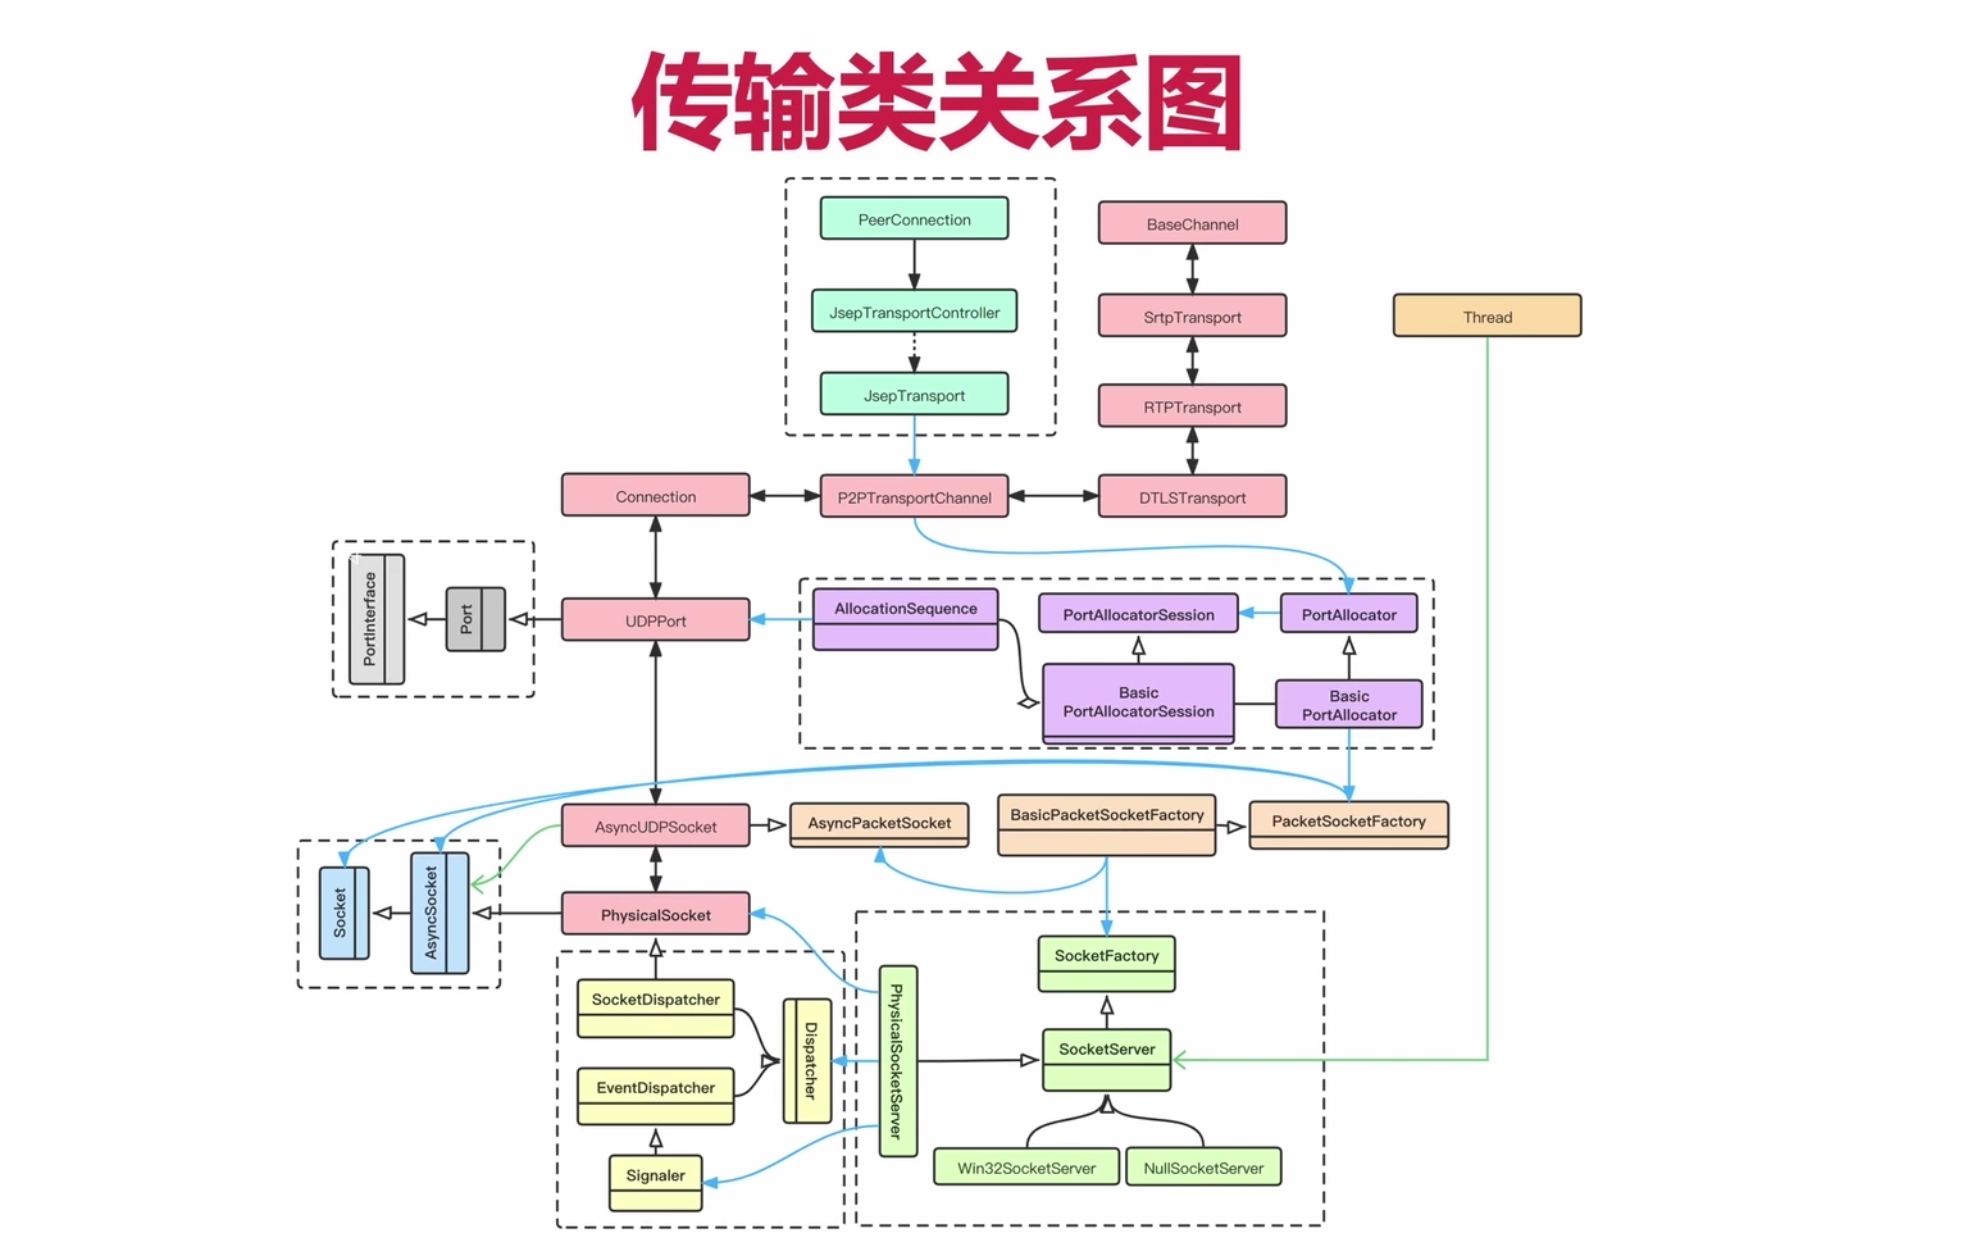 传输类关系图
PeerConnection
BaseChannel
JsepTransportController
SrtpTransport
Thread
JsepTransport
RTPTransport
Connection
P2PTransportChannel
DTLSTransport
PortInterface
Port
UDPPort
AllocationSequence
PortAllocatorSession
PortAllocator
Basic
PortAllocatorSession
Basic
PortAllocator
AsyncUDPSocket
AsyncPacketSocket
BasicPacketSocketFactory
PacketSocketFactory
Socket
AsyncSocket
PhysicalSocket
SocketFactory
SocketDispatcher
Dispatcher
PhysicalSocketServer
SocketServer
EventDispatcher
Signaler
Win32SocketServer
NullSocketServer